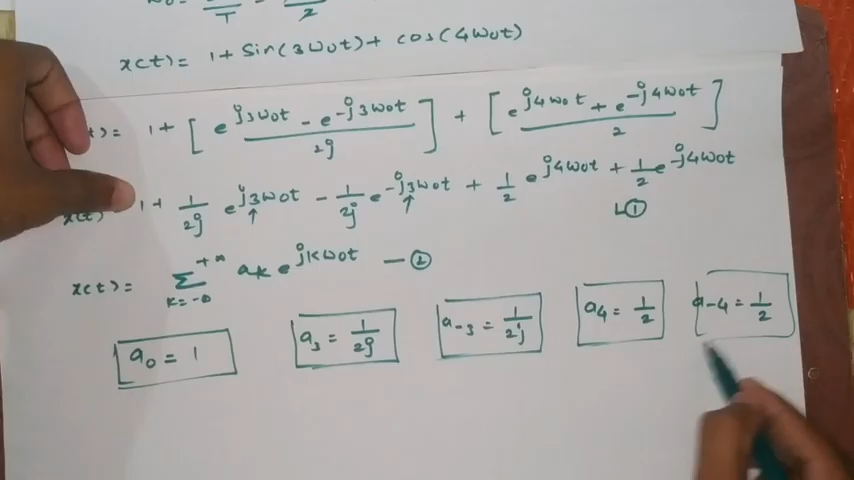 T 2
x(t) = 1 + Sin(3ω0t) + cos(4ω0t)
t) = 1 + [ e^j3ω0t - e^-j3ω0t / 2j ] + [ e^j4ω0t + e^-j4ω0t / 2 ]
x(t) 1 + 1/2j e^j3ω0t - 1/2j e^-j3ω0t + 1/2 e^j4ω0t + 1/2 e^-j4ω0t
①
x(t) = Σ ak e^jkω0t — ②
a0 = 1 a3 = 1/2j a-3 = 1/2j a4 = 1/2 a-4 = 1/2